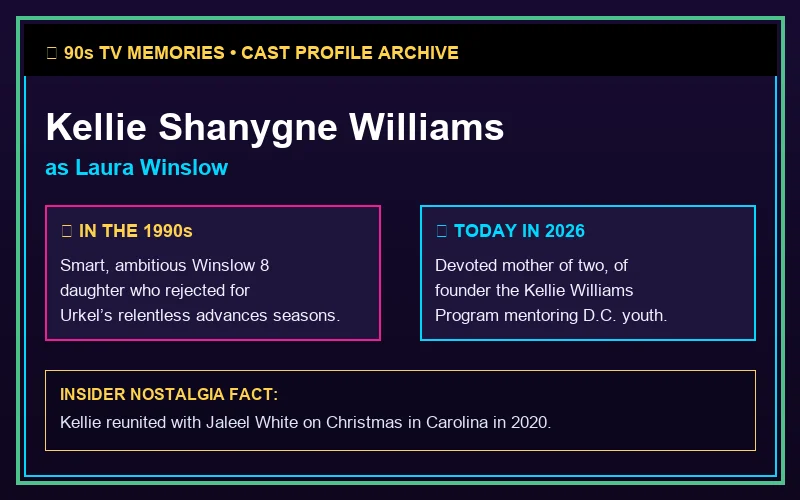 90s TV MEMORIES • CAST PROFILE ARCHIVE
Kellie Shanygne Williams
as Laura Winslow
IN THE 1990s
Smart, ambitious Winslow 8
daughter who rejected for
Urkel’s relentless advances seasons.
TODAY IN 2026
Devoted mother of two, of
founder the Kellie Williams
Program mentoring D.C. youth.
INSIDER NOSTALGIA FACT:
Kellie reunited with Jaleel White on Christmas in Carolina in 2020.